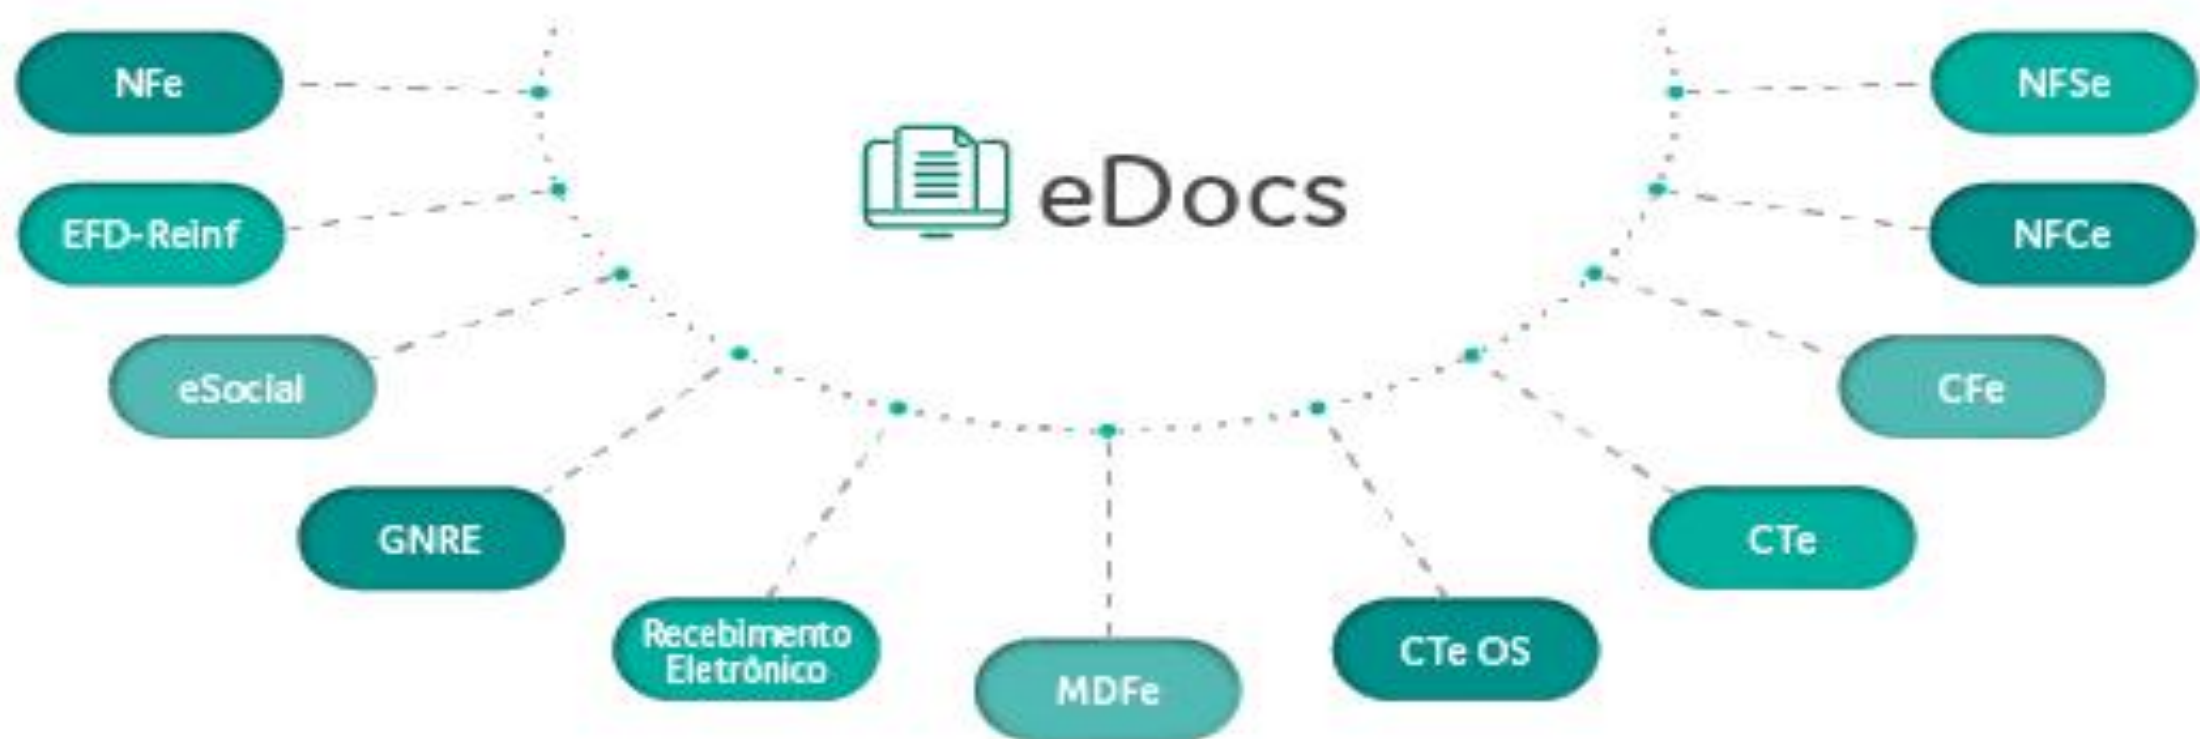 NFe
NFSe
eDocs
EFD-Reinf
NFCe
eSocial
CFe
GNRE
CTe
Recebimento
Eletrônico
CTe OS
MDFe